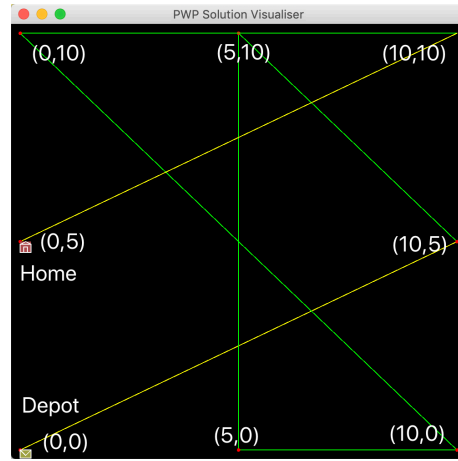 PWP Solution Visualiser
(0,10) (5,10) (10,10)
(0,5) (10,5)
Home
Depot
(0,0) (5,0) (10,0)